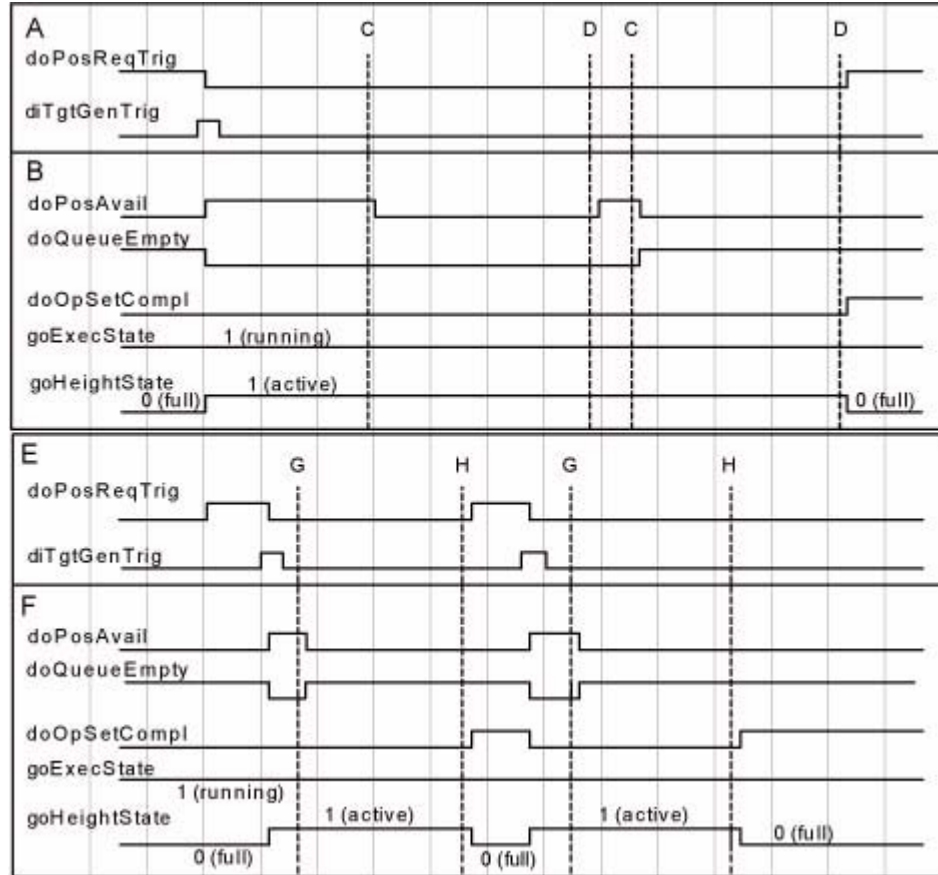 A
C D C D
doPosReqTrig
diTgtGenTrig
B
doPosAvail
doQueueEmpty
doOpSetCompl
goExecState
1 (running)
goHeightState
1 (active)
0 (full) 0 (full)
E
G H G H
doPosReqTrig
diTgtGenTrig
F
doPosAvail
doQueueEmpty
doOpSetCompl
goExecState
1 (running)
goHeightState
1 (active) 1 (active)
0 (full) 0 (full) 0 (full)